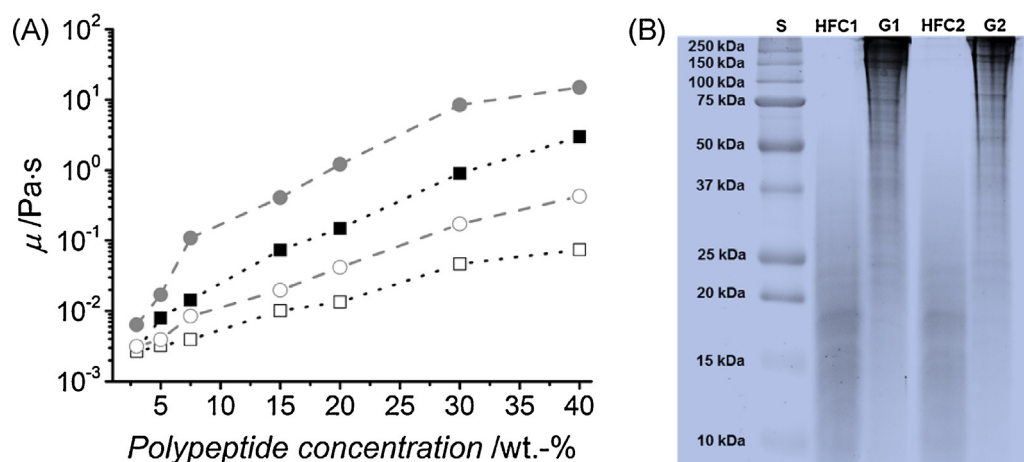 (A)
10²
10¹
10⁰
10⁻¹
10⁻²
10⁻³
μ /Pa·s
5 10 15 20 25 30 35 40
Polypeptide concentration /wt.-%
(B)
S HFC1 G1 HFC2 G2
250 kDa
150 kDa
100 kDa
75 kDa
50 kDa
37 kDa
25 kDa
20 kDa
15 kDa
10 kDa